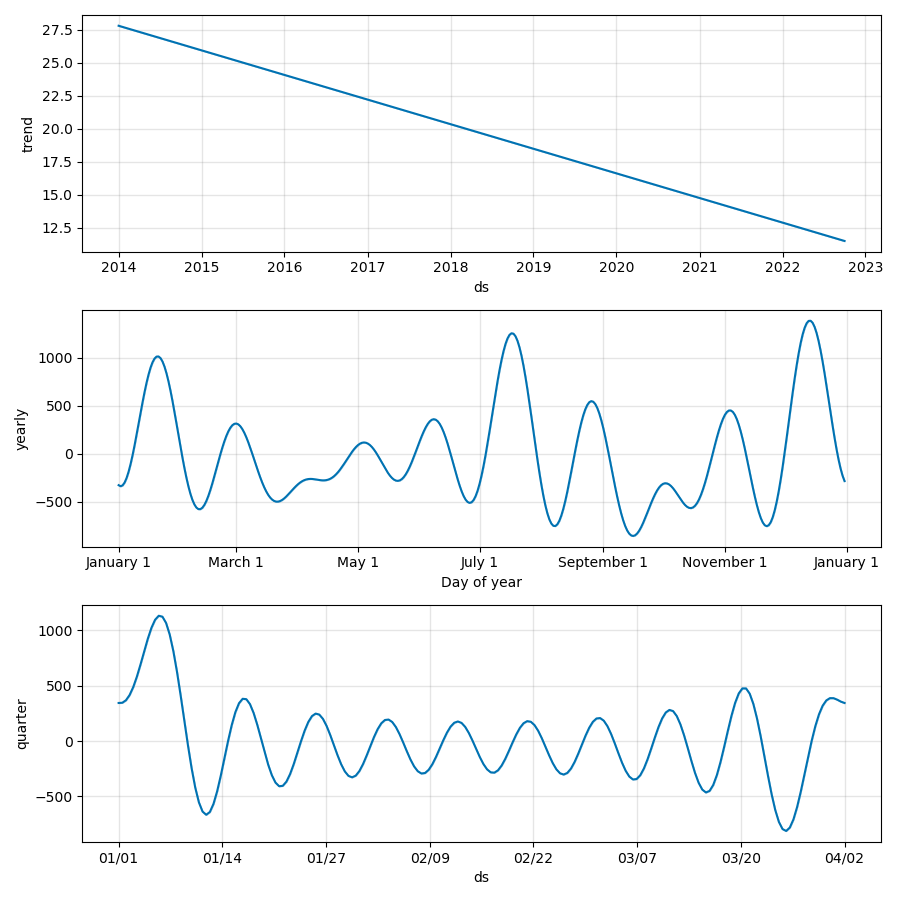 27.5
25.0
22.5
20.0
17.5
15.0
12.5
trend
2014 2015 2016 2017 2018 2019 2020 2021 2022 2023
ds
1000
500
0
−500
yearly
January 1 March 1 May 1 July 1 September 1 November 1 January 1
Day of year
1000
500
0
−500
quarter
01/01 01/14 01/27 02/09 02/22 03/07 03/20 04/02
ds